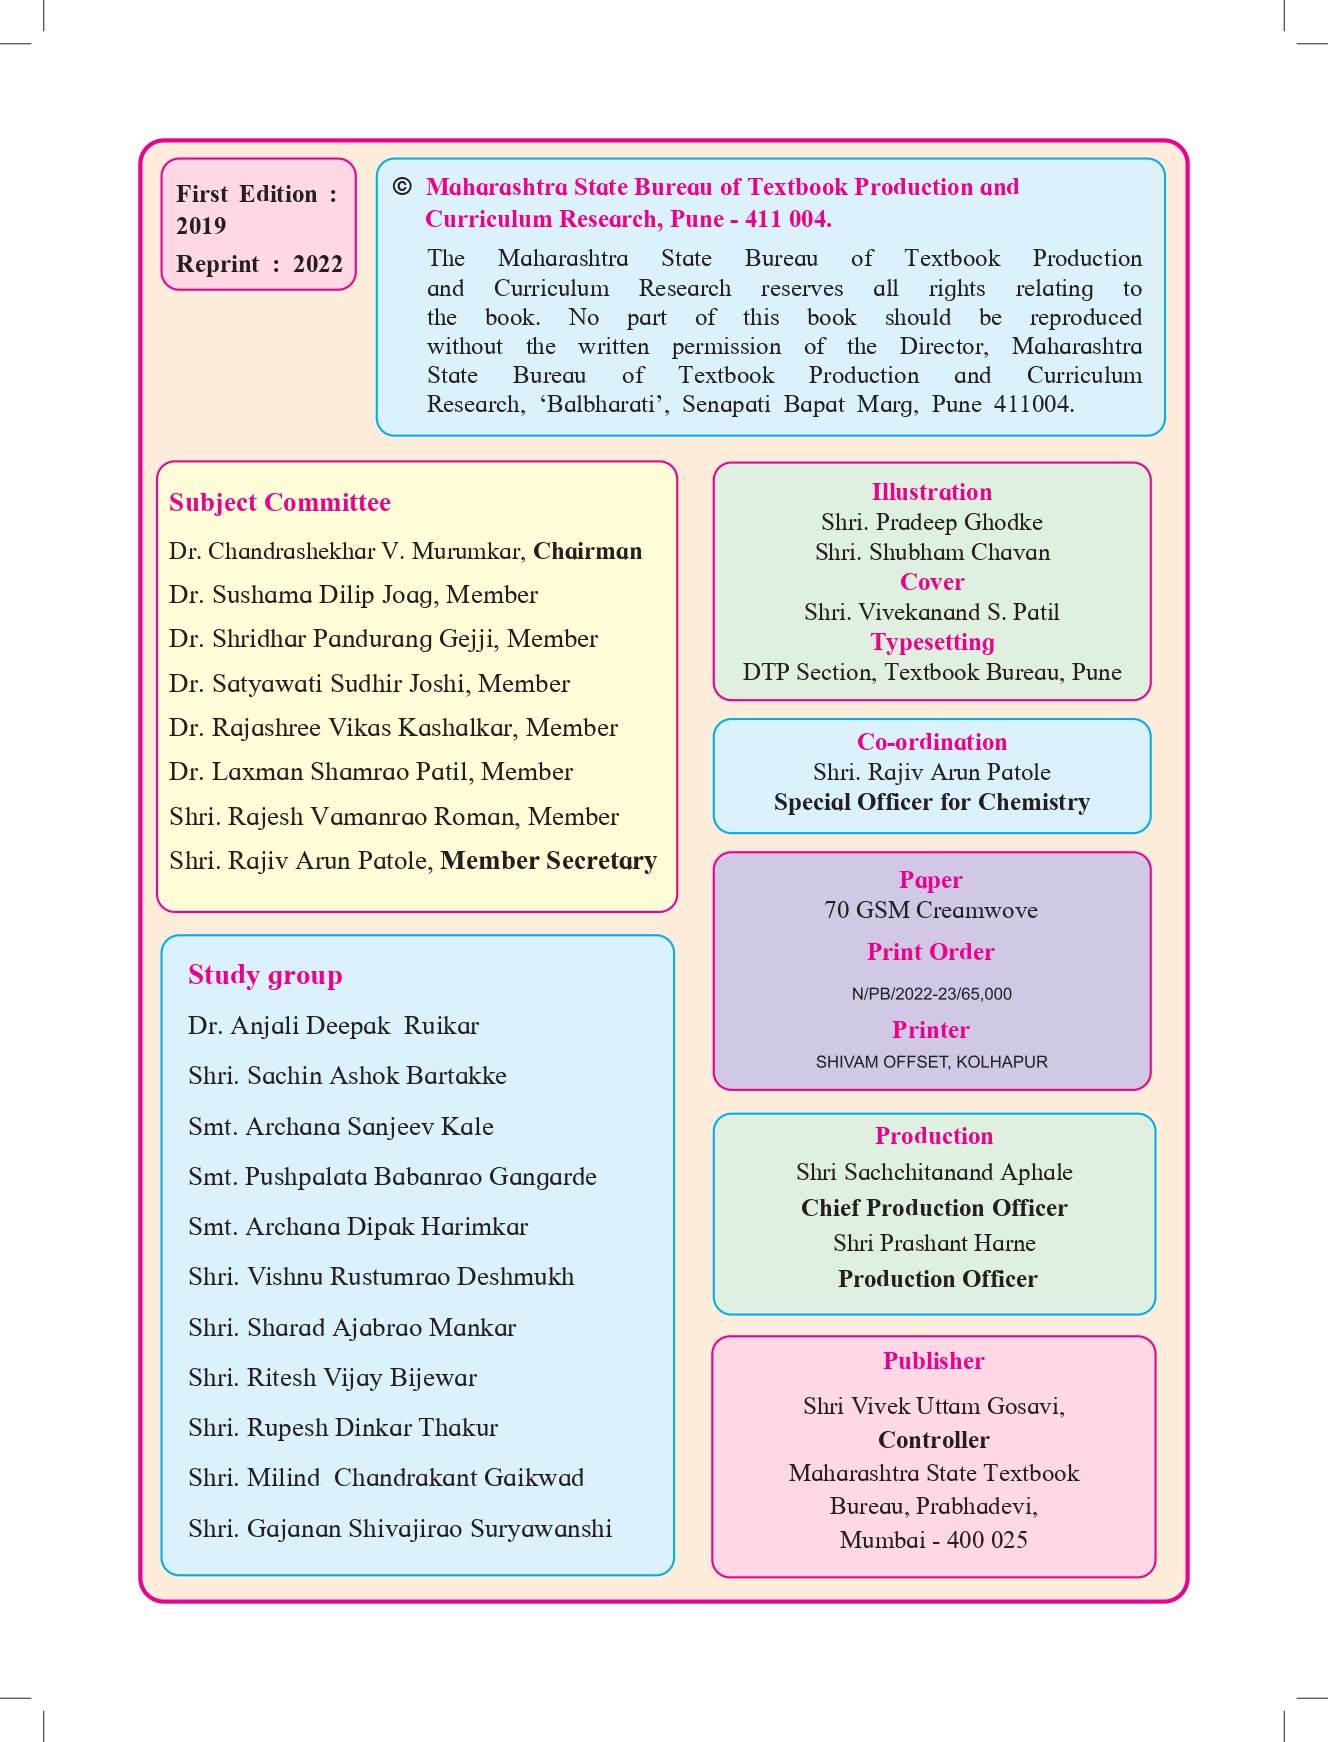 First Edition :
2019
Reprint : 2022
© Maharashtra State Bureau of Textbook Production and
Curriculum Research, Pune - 411 004.
The Maharashtra State Bureau of Textbook Production
and Curriculum Research reserves all rights relating to
the book. No part of this book should be reproduced
without the written permission of the Director, Maharashtra
State Bureau of Textbook Production and Curriculum
Research, ‘Balbharati’, Senapati Bapat Marg, Pune 411004.
Subject Committee
Dr. Chandrashekhar V. Murumkar, Chairman
Dr. Sushama Dilip Joag, Member
Dr. Shridhar Pandurang Gejji, Member
Dr. Satyawati Sudhir Joshi, Member
Dr. Rajashree Vikas Kashalkar, Member
Dr. Laxman Shamrao Patil, Member
Shri. Rajesh Vamanrao Roman, Member
Shri. Rajiv Arun Patole, Member Secretary
Study group
Dr. Anjali Deepak Ruikar
Shri. Sachin Ashok Bartakke
Smt. Archana Sanjeev Kale
Smt. Pushpalata Babanrao Gangarde
Smt. Archana Dipak Harimkar
Shri. Vishnu Rustumrao Deshmukh
Shri. Sharad Ajabrao Mankar
Shri. Ritesh Vijay Bijewar
Shri. Rupesh Dinkar Thakur
Shri. Milind Chandrakant Gaikwad
Shri. Gajanan Shivajirao Suryawanshi
Illustration
Shri. Pradeep Ghodke
Shri. Shubham Chavan
Cover
Shri. Vivekanand S. Patil
Typesetting
DTP Section, Textbook Bureau, Pune
Co-ordination
Shri. Rajiv Arun Patole
Special Officer for Chemistry
Paper
70 GSM Creamwove
Print Order
N/PB/2022-23/65,000
Printer
SHIVAM OFFSET, KOLHAPUR
Production
Shri Sachchitanand Aphale
Chief Production Officer
Shri Prashant Harne
Production Officer
Publisher
Shri Vivek Uttam Gosavi,
Controller
Maharashtra State Textbook
Bureau, Prabhadevi,
Mumbai - 400 025